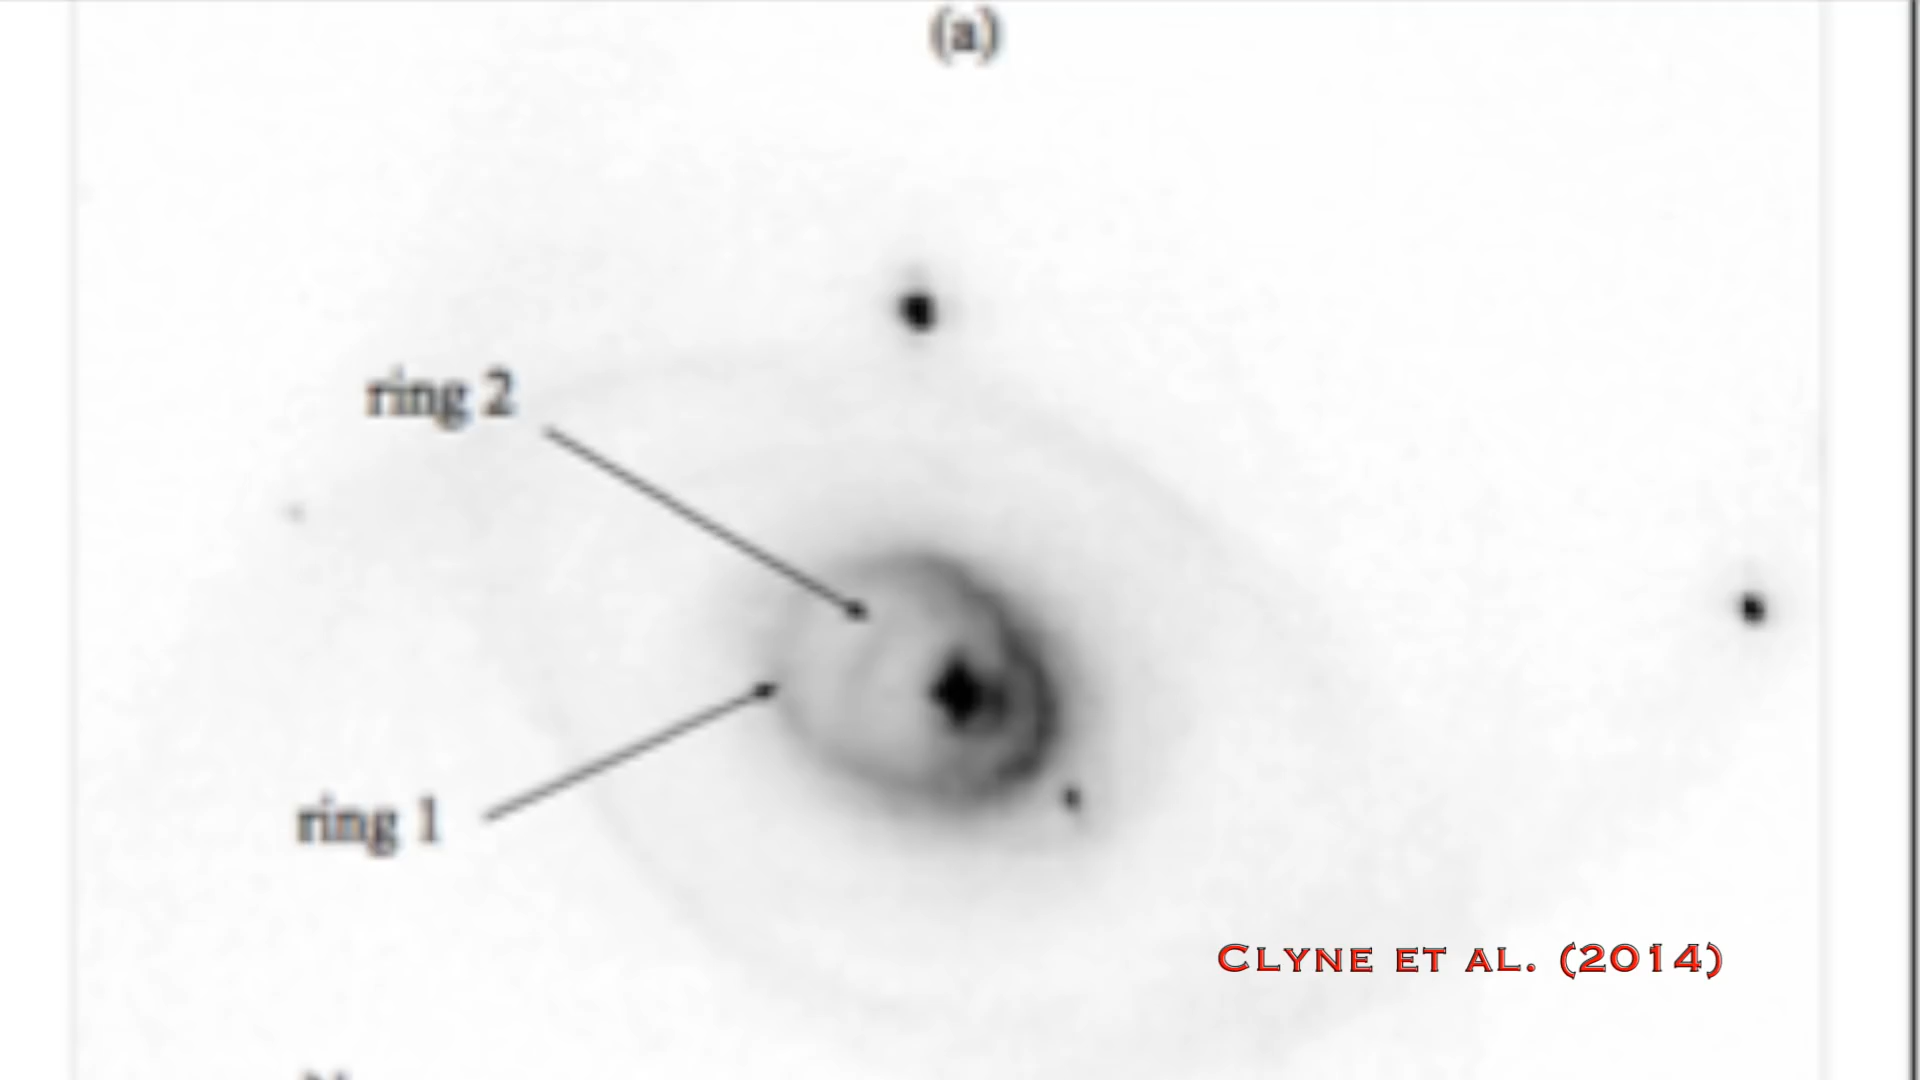 (a)
ring 2
ring 1
CLYNE ET AL. (2014)